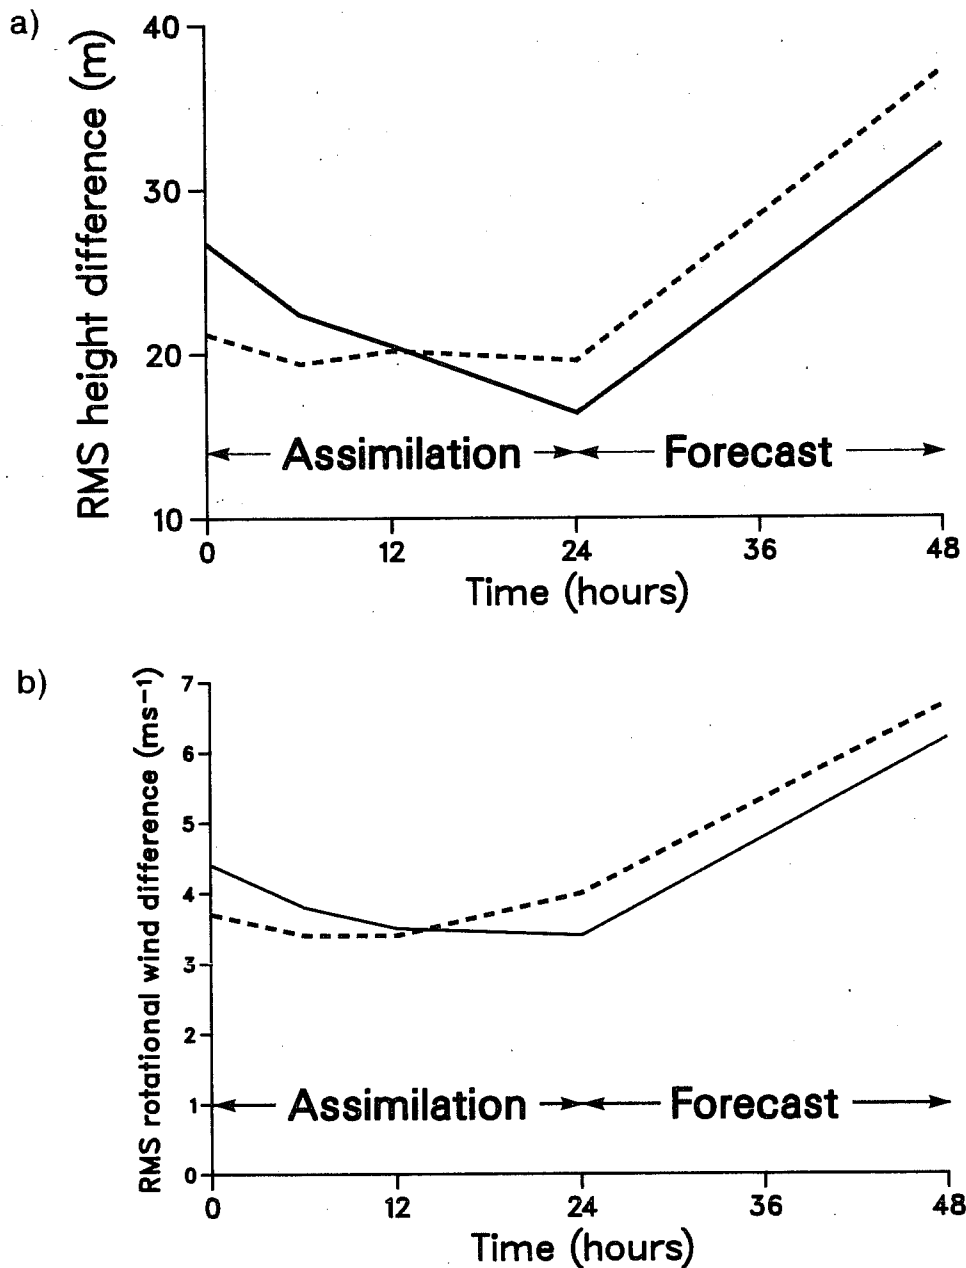 a)
RMS height difference (m)
40
30
20
10
Assimilation
Forecast
0 12 24 36 48
Time (hours)
b)
RMS rotational wind difference (ms⁻¹)
7
6
5
4
3
2
1
0
Assimilation
Forecast
0 12 24 36 48
Time (hours)